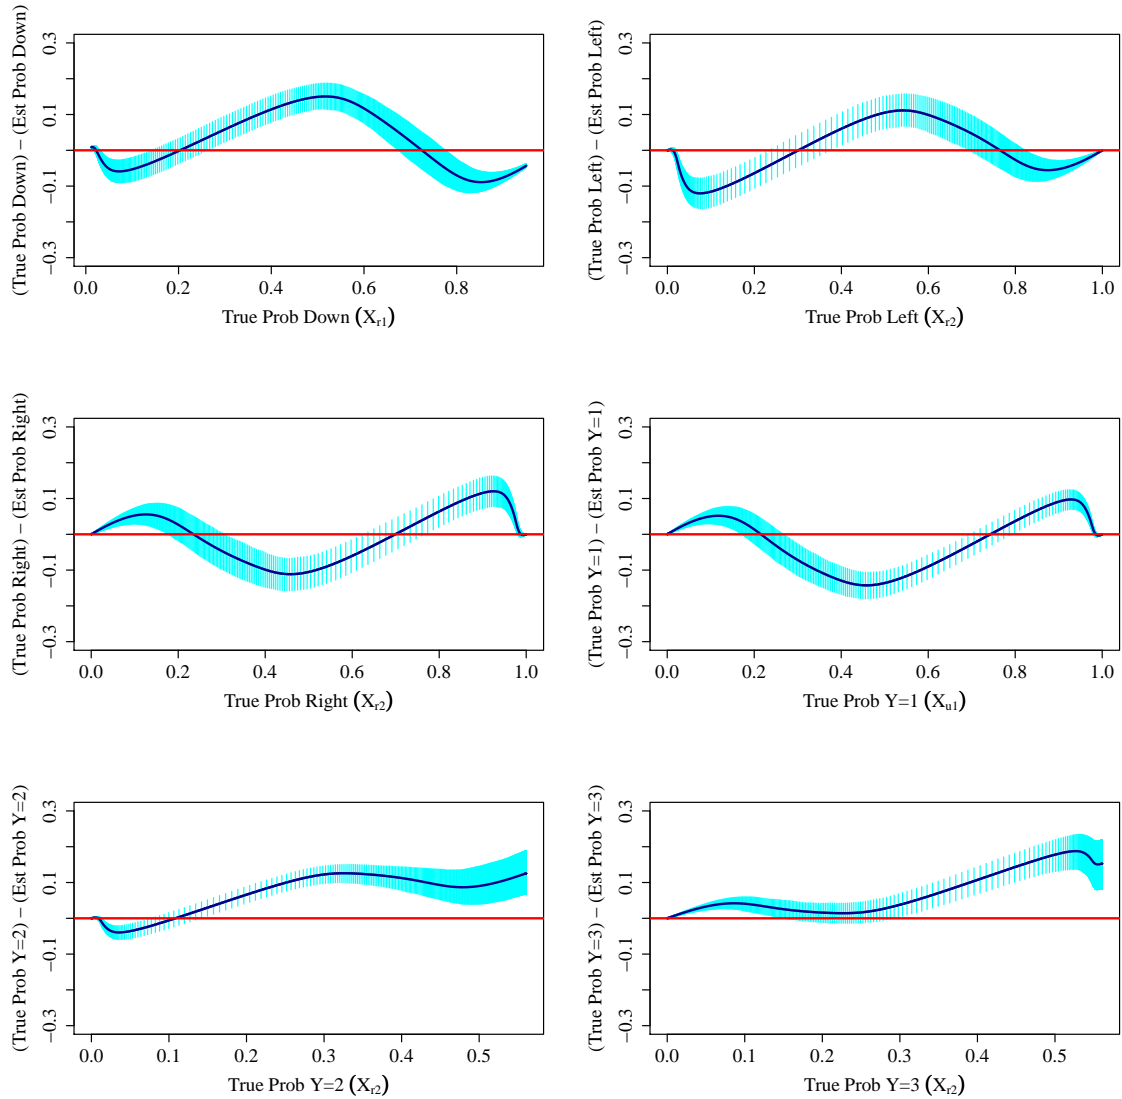 (True Prob Down) − (Est Prob Down)
0.3
0.1
−0.1
−0.3
0.0 0.2 0.4 0.6 0.8
True Prob Down (Xr1)
(True Prob Left) − (Est Prob Left)
0.3
0.1
−0.1
−0.3
0.0 0.2 0.4 0.6 0.8 1.0
True Prob Left (Xr2)
(True Prob Right) − (Est Prob Right)
0.3
0.1
−0.1
−0.3
0.0 0.2 0.4 0.6 0.8 1.0
True Prob Right (Xr2)
(True Prob Y=1) − (Est Prob Y=1)
0.3
0.1
−0.1
−0.3
0.0 0.2 0.4 0.6 0.8 1.0
True Prob Y=1 (Xu1)
(True Prob Y=2) − (Est Prob Y=2)
0.3
0.1
−0.1
−0.3
0.0 0.1 0.2 0.3 0.4 0.5
True Prob Y=2 (Xr2)
(True Prob Y=3) − (Est Prob Y=3)
0.3
0.1
−0.1
−0.3
0.0 0.1 0.2 0.3 0.4 0.5
True Prob Y=3 (Xr2)